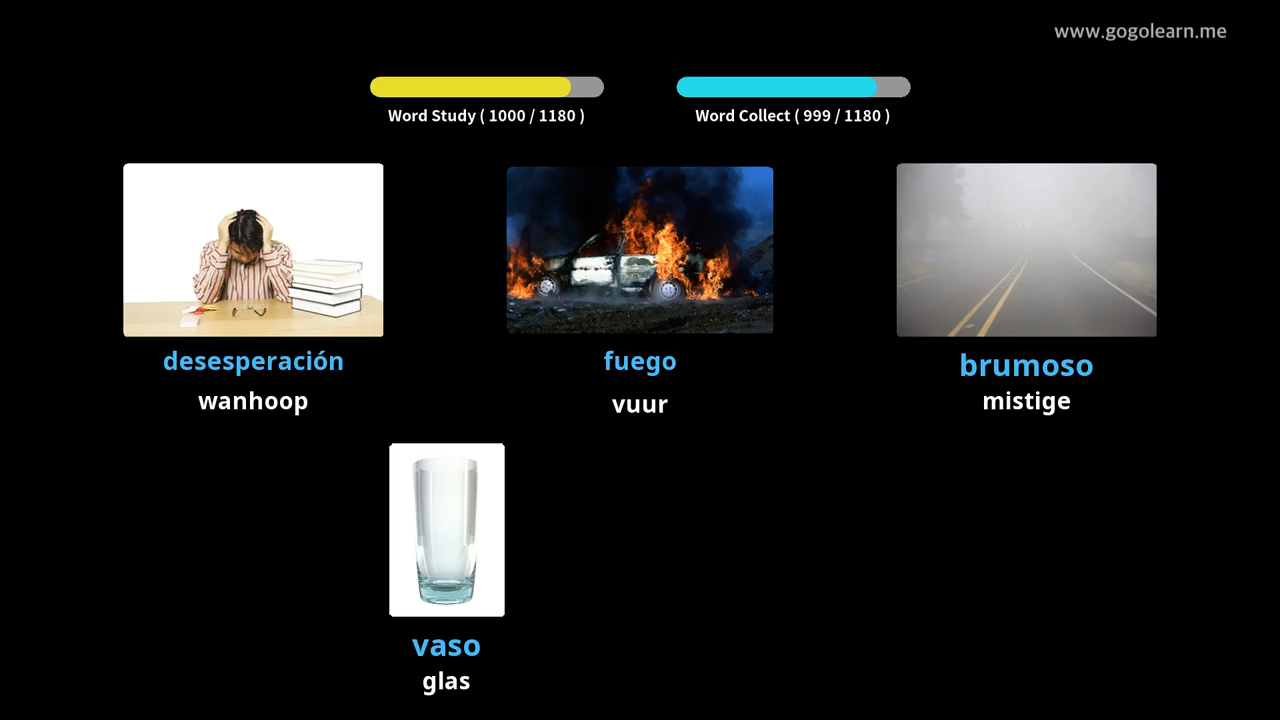 www.gogolearn.me
Word Study ( 1000 / 1180 )
Word Collect ( 999 / 1180 )
desesperación
wanhoop
fuego
vuur
brumoso
mistige
vaso
glas